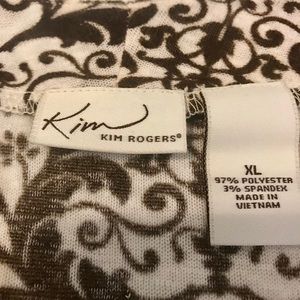 Kim
KIM ROGERS®
XL
97% POLYESTER
3% SPANDEX
MADE IN
VIETNAM